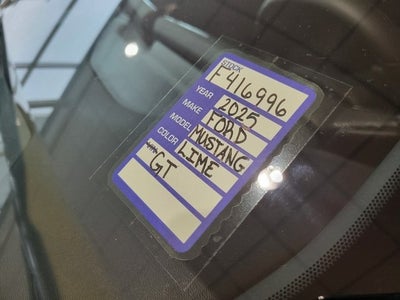 STOCK
F416996
YEAR 2025
MAKE FORD
MODEL MUSTANG
COLOR LIME
GT